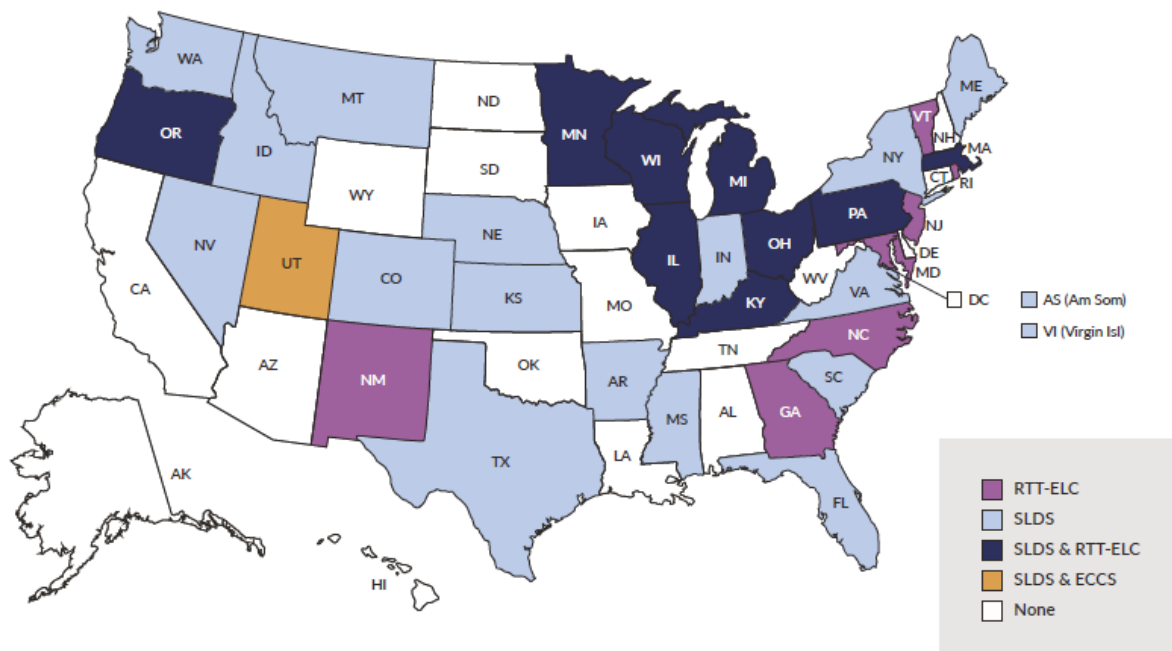 WA
MT
ND
MN
ME
OR
ID
SD
WI
MI
VT
NH
MA
NY
CT
RI
WY
IA
NE
PA
NJ
NV
UT
CO
IL
IN
OH
DE
MD
WV
VA
CA
KS
MO
KY
DC
AS (Am Som)
VI (Virgin Isl)
TN
NC
AZ
NM
OK
AR
SC
MS
AL
GA
TX
LA
FL
AK
HI
RTT-ELC
SLDS
SLDS & RTT-ELC
SLDS & ECCS
None